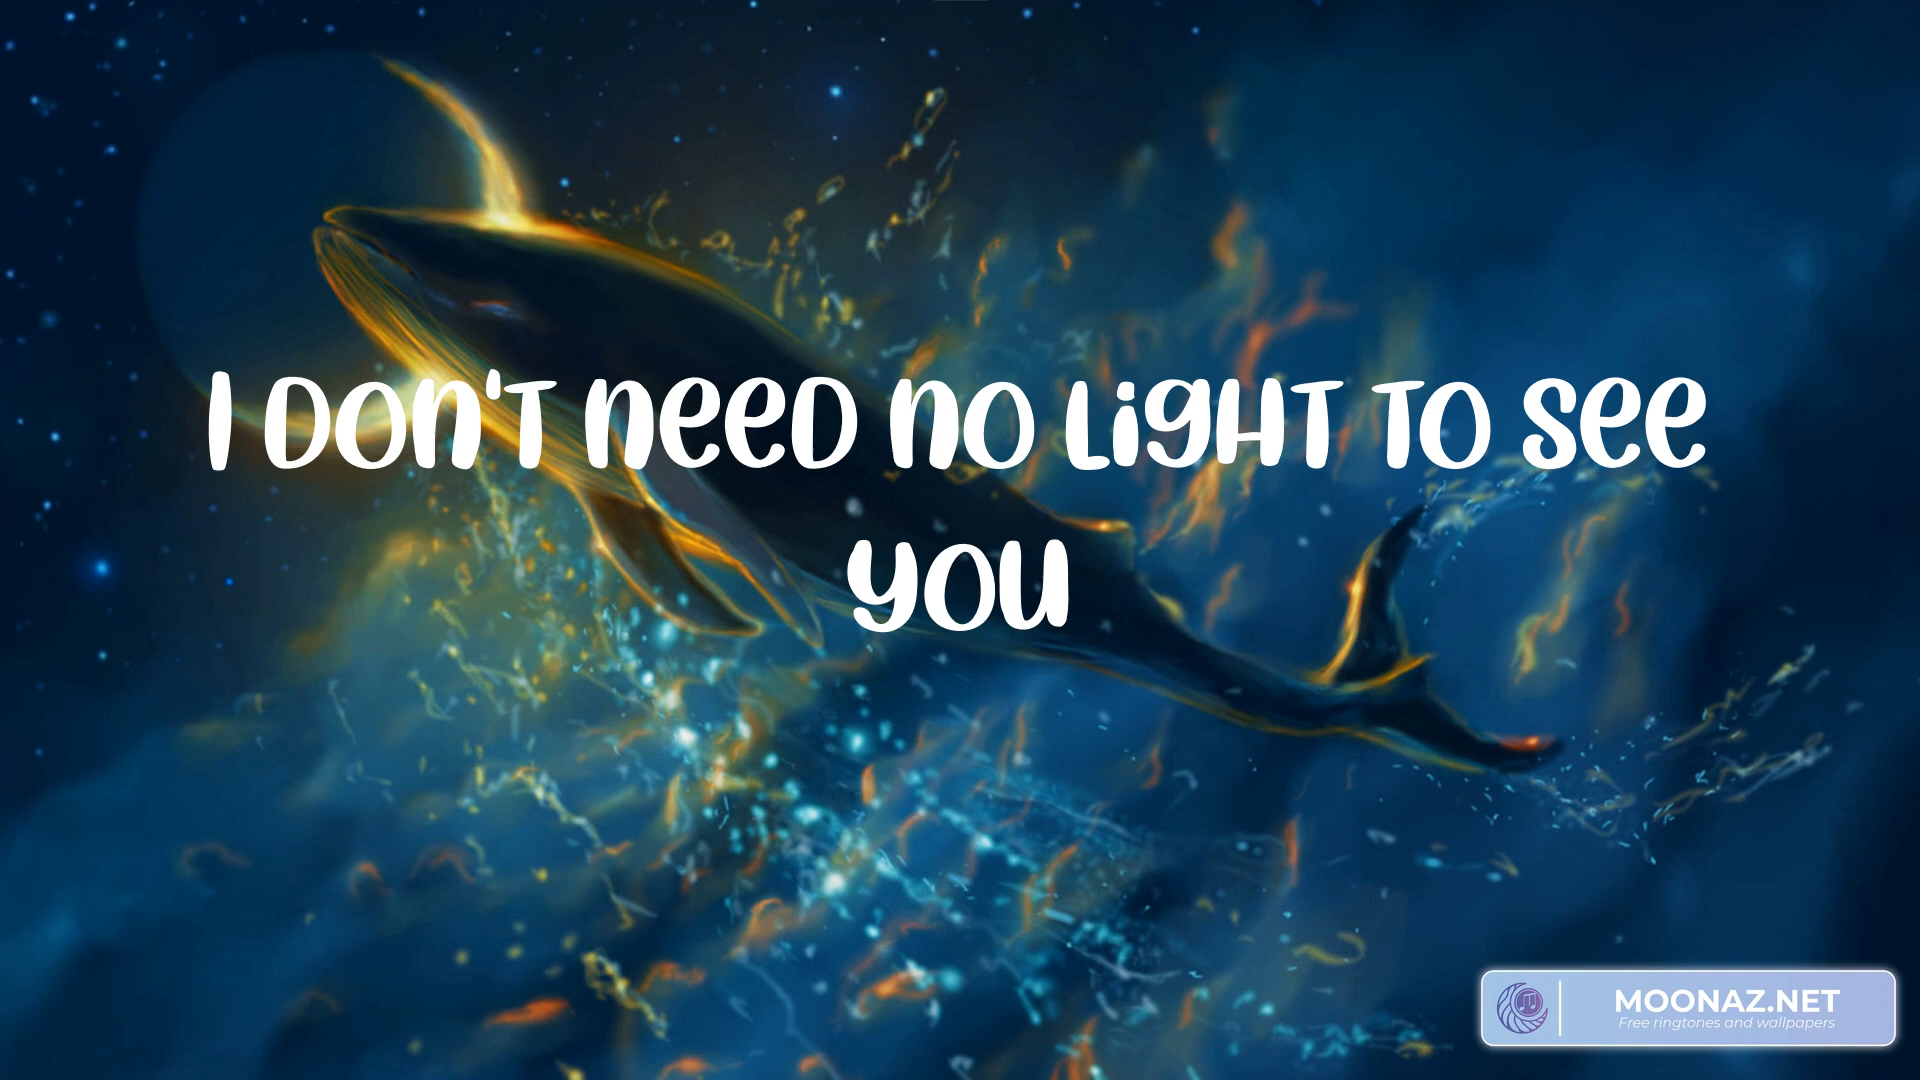 I DON'T NEED NO LIGHT TO SEE
YOU
MOONAZ.NET
Free ringtones and wallpapers